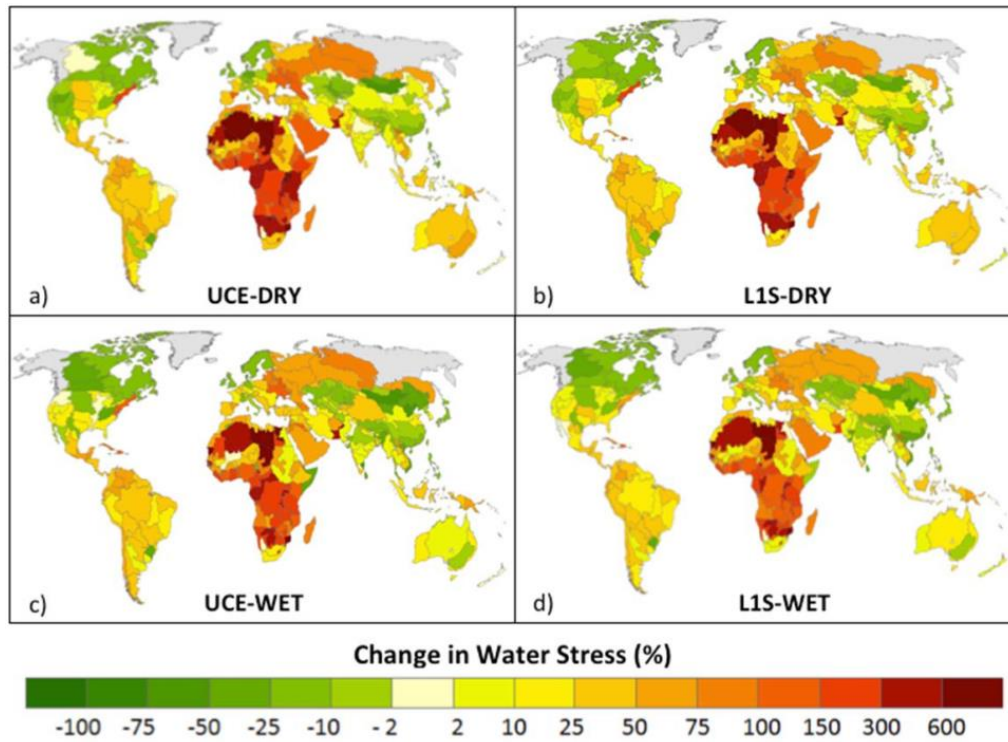 a)
UCE-DRY
b)
L1S-DRY
c)
UCE-WET
d)
L1S-WET
Change in Water Stress (%)
-100 -75 -50 -25 -10 - 2 2 10 25 50 75 100 150 300 600